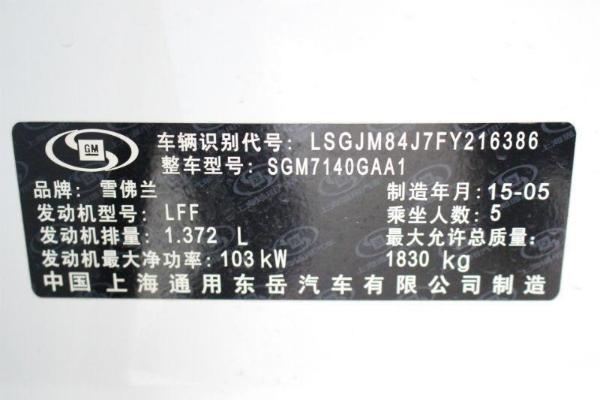 GM
车辆识别代号: LSGJM84J7FY216386
整车型号: SGM7140GAA1
品牌: 雪佛兰 制造年月: 15-05
发动机型号: LFF 乘坐人数: 5
发动机排量: 1.372 L 最大允许总质量:
发动机最大净功率: 103 kW 1830 kg
中国 上海通用东岳汽车有限公司制造